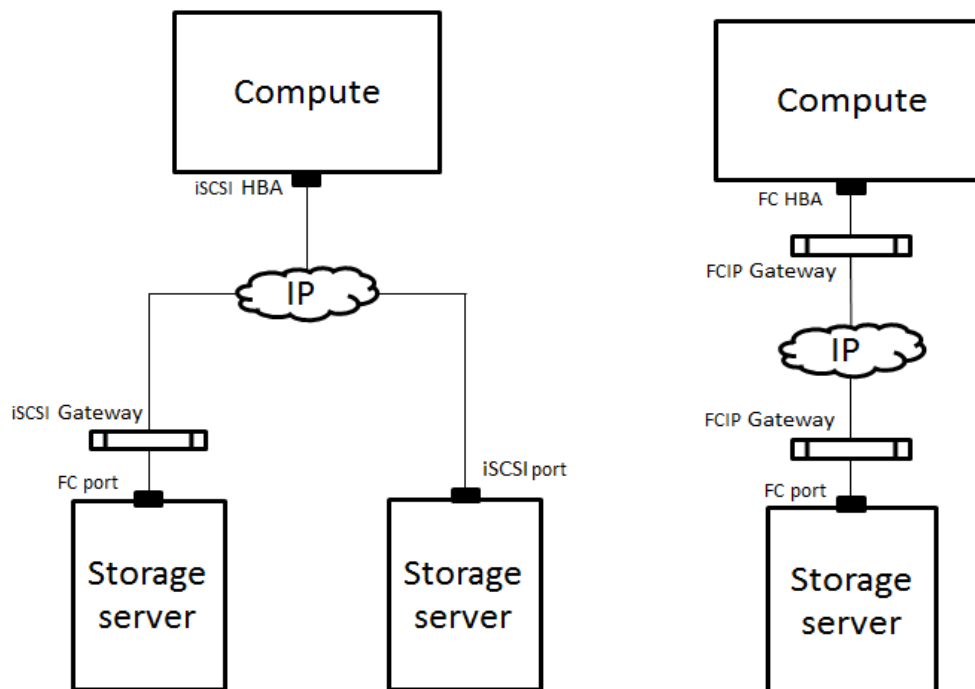 Compute
iSCSI HBA
IP
iSCSI Gateway
FC port
Storage
server
iSCSI port
Storage
server
Compute
FC HBA
FCIP Gateway
IP
FCIP Gateway
FC port
Storage
server